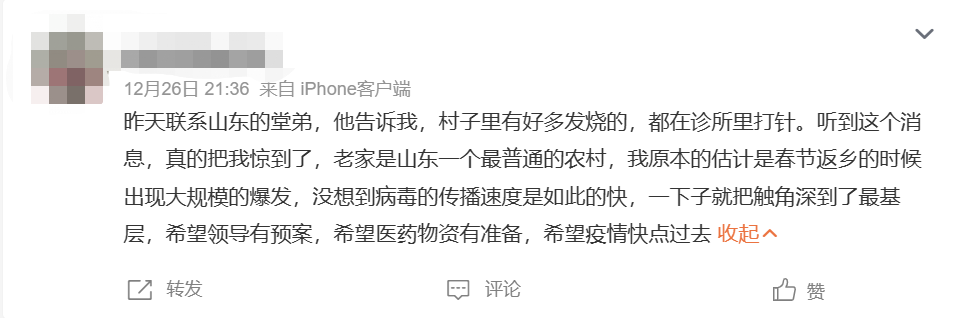 12月26日 21:36 来自 iPhone客户端
昨天联系山东的堂弟，他告诉我，村子里有好多发烧的，都在诊所里打针。听到这个消
息，真的把我惊到了，老家是山东一个最普通的农村，我原本的估计是春节返乡的时候
出现大规模的爆发，没想到病毒的传播速度是如此的快，一下子就把触角深到了最基
层，希望领导有预案，希望医药物资有准备，希望疫情快点过去 收起
转发 评论 赞